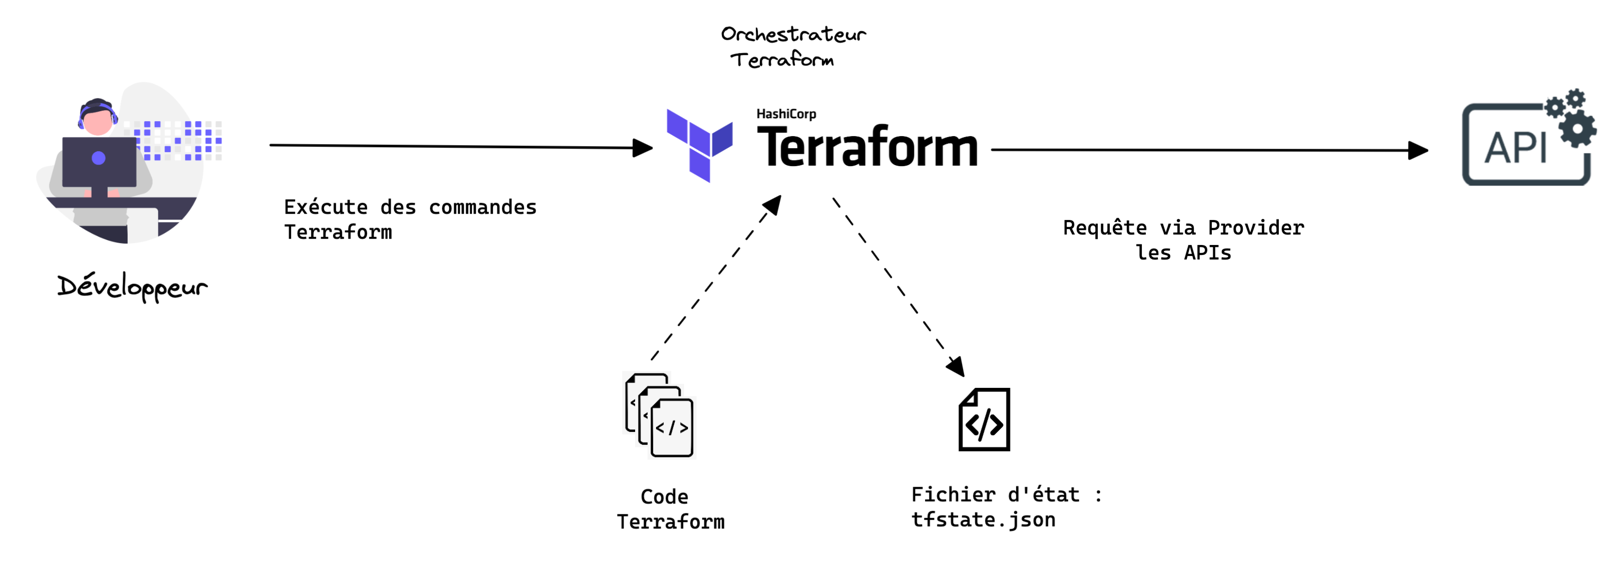 Orchestrateur
Terraform
HashiCorp
Terraform
API
Exécute des commandes
Terraform
Requête via Provider
les APIs
Développeur
</>
</>
Code
Terraform
Fichier d'état :
tfstate.json